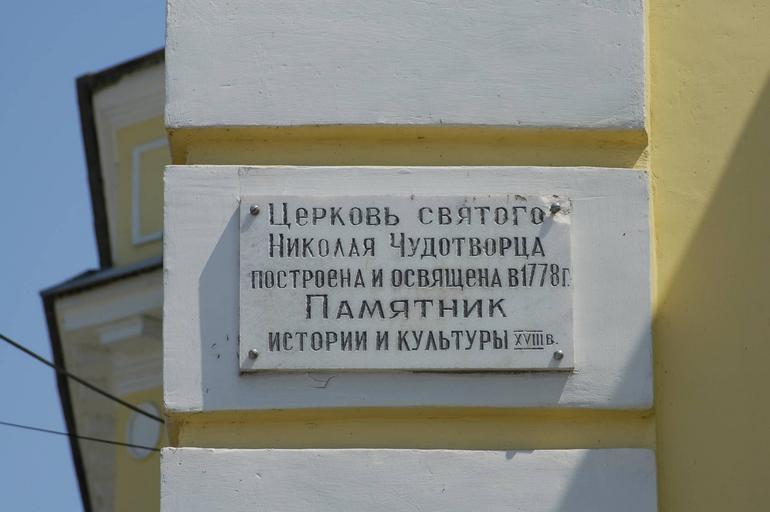 Церковь святого
Николая Чудотворца
построена и освящена в 1778 г.
Памятник
истории и культуры XVIII в.